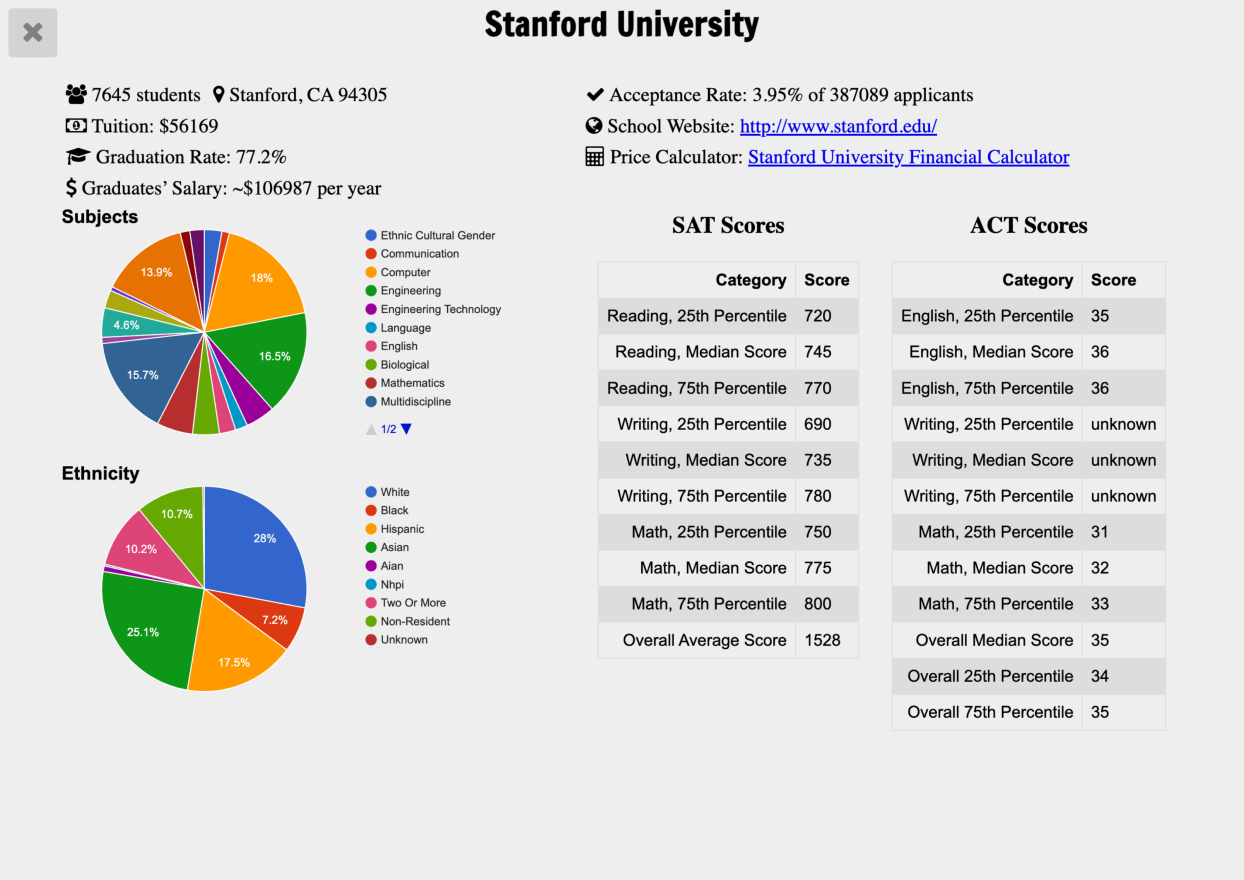 Stanford University
7645 students Stanford, CA 94305
Tuition: $56169
Graduation Rate: 77.2%
$ Graduates’ Salary: ~$106987 per year
Acceptance Rate: 3.95% of 387089 applicants
School Website: http://www.stanford.edu/
Price Calculator: Stanford University Financial Calculator
Subjects
13.9%
18%
4.6%
16.5%
15.7%
Ethnic Cultural Gender
Communication
Computer
Engineering
Engineering Technology
Language
English
Biological
Mathematics
Multidiscipline
1/2
Ethnicity
10.7%
28%
10.2%
7.2%
25.1%
17.5%
White
Black
Hispanic
Asian
Aian
Nhpi
Two Or More
Non-Resident
Unknown
SAT Scores
Category Score
Reading, 25th Percentile 720
Reading, Median Score 745
Reading, 75th Percentile 770
Writing, 25th Percentile 690
Writing, Median Score 735
Writing, 75th Percentile 780
Math, 25th Percentile 750
Math, Median Score 775
Math, 75th Percentile 800
Overall Average Score 1528
ACT Scores
Category Score
English, 25th Percentile 35
English, Median Score 36
English, 75th Percentile 36
Writing, 25th Percentile unknown
Writing, Median Score unknown
Writing, 75th Percentile unknown
Math, 25th Percentile 31
Math, Median Score 32
Math, 75th Percentile 33
Overall Median Score 35
Overall 25th Percentile 34
Overall 75th Percentile 35